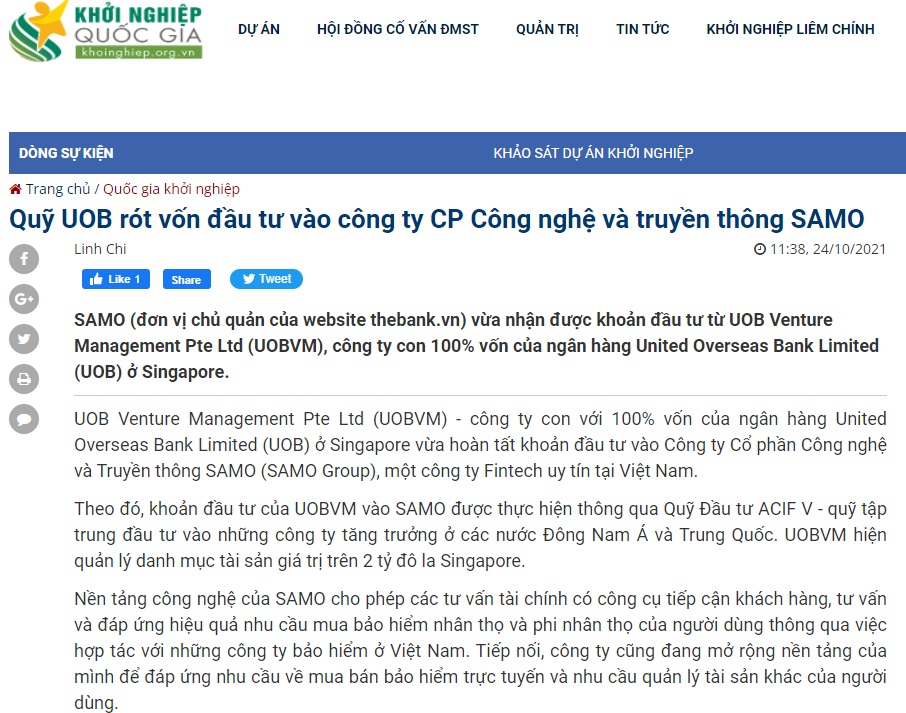 KHỞI NGHIỆP
QUỐC GIA
khoinghiep.org.vn
DỰ ÁN
HỘI ĐỒNG CỐ VẤN ĐMST
QUẢN TRỊ
TIN TỨC
KHỞI NGHIỆP LIÊM CHÍNH
DÒNG SỰ KIỆN
KHẢO SÁT DỰ ÁN KHỞI NGHIỆP
Trang chủ / Quốc gia khởi nghiệp
Quỹ UOB rót vốn đầu tư vào công ty CP Công nghệ và truyền thông SAMO
Linh Chi
11:38, 24/10/2021
Like 1
Share
Tweet
SAMO (đơn vị chủ quản của website thebank.vn) vừa nhận được khoản đầu tư từ UOB Venture
Management Pte Ltd (UOBVM), công ty con 100% vốn của ngân hàng United Overseas Bank Limited
(UOB) ở Singapore.
UOB Venture Management Pte Ltd (UOBVM) - công ty con với 100% vốn của ngân hàng United
Overseas Bank Limited (UOB) ở Singapore vừa hoàn tất khoản đầu tư vào Công ty Cổ phần Công nghệ
và Truyền thông SAMO (SAMO Group), một công ty Fintech uy tín tại Việt Nam.
Theo đó, khoản đầu tư của UOBVM vào SAMO được thực hiện thông qua Quỹ Đầu tư ACIF V - quỹ tập
trung đầu tư vào những công ty tăng trưởng ở các nước Đông Nam Á và Trung Quốc. UOBVM hiện
quản lý danh mục tài sản giá trị trên 2 tỷ đô la Singapore.
Nền tảng công nghệ của SAMO cho phép các tư vấn tài chính có công cụ tiếp cận khách hàng, tư vấn
và đáp ứng hiệu quả nhu cầu mua bảo hiểm nhân thọ và phi nhân thọ của người dùng thông qua việc
hợp tác với những công ty bảo hiểm ở Việt Nam. Tiếp nối, công ty cũng đang mở rộng nền tảng của
mình để đáp ứng nhu cầu về mua bán bảo hiểm trực tuyến và nhu cầu quản lý tài sản khác của người
dùng.